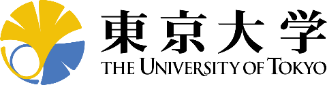 東京大学
THE UNIVERSITY OF TOKYO